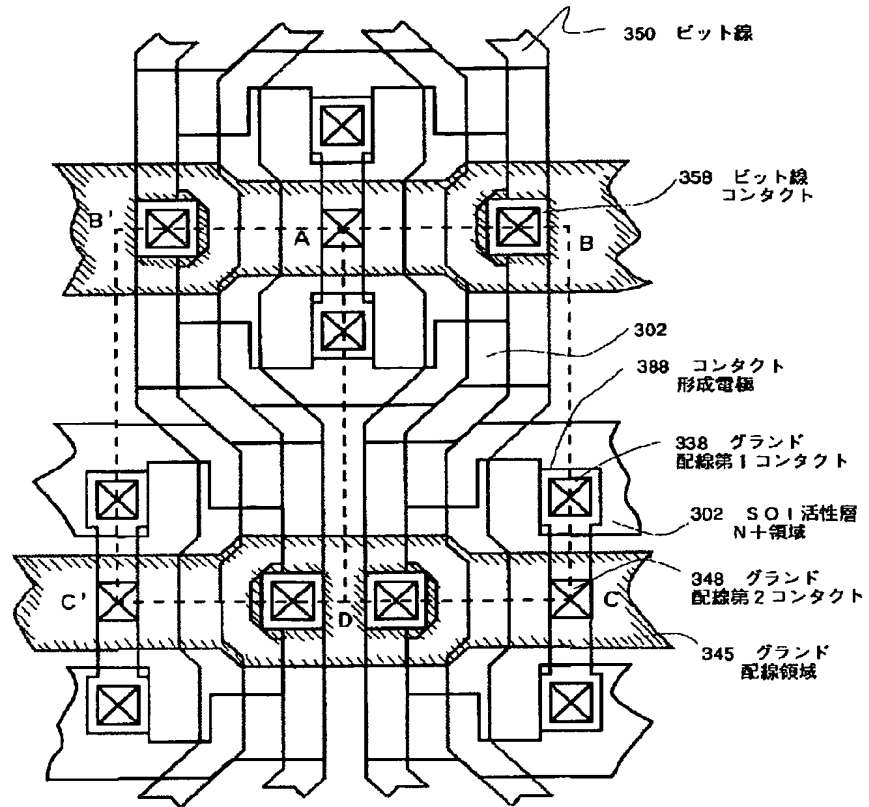 350 ビット線
358 ビット線
コンタクト
B'
A
B
302
388 コンタクト
形成電極
338 グランド
配線第1コンタクト
302 SOI活性層
N+領域
348 グランド
配線第2コンタクト
C'
D
C
345 グランド
配線領域